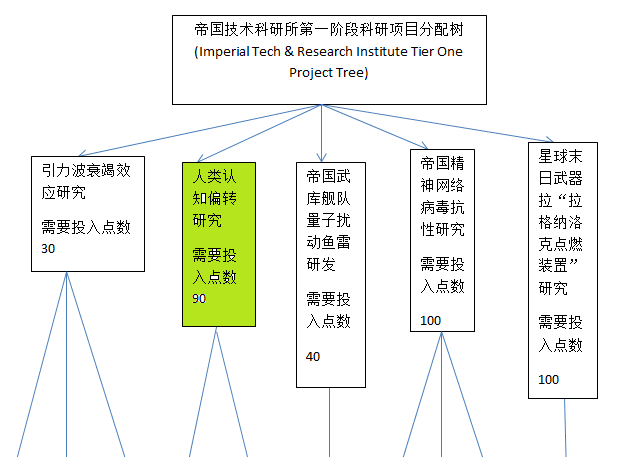 帝国技术科研所第一阶段科研项目分配树
(Imperial Tech & Research Institute Tier One
Project Tree)
引力波衰竭效
应研究
需要投入点数
30
人类认
知偏转
研究
需要投
入点数
90
帝国武
库舰队
量子扰
动鱼雷
研发
需要投
入点数
40
帝国精
神网络
病毒抗
性研究
需要投
入点数
100
星球末
日武器
拉“拉
格纳洛
克点燃
装置”
研究
需要投
入点数
100